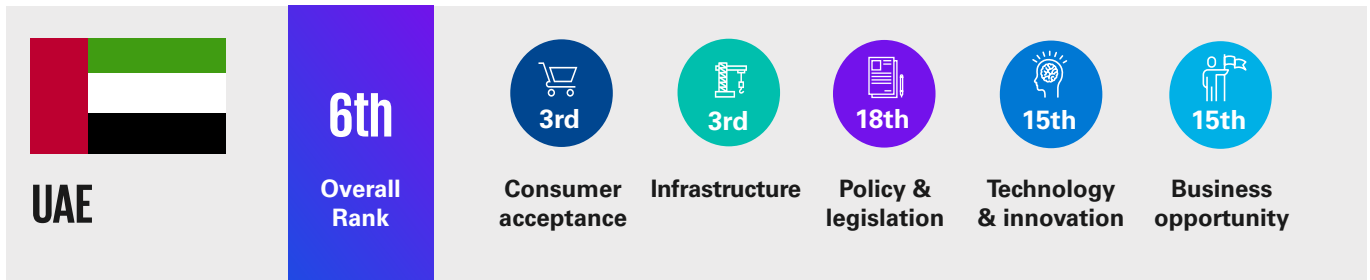 UAE
6th
Overall
Rank
3rd
Consumer
acceptance
3rd
Infrastructure
18th
Policy &
legislation
15th
Technology
& innovation
15th
Business
opportunity